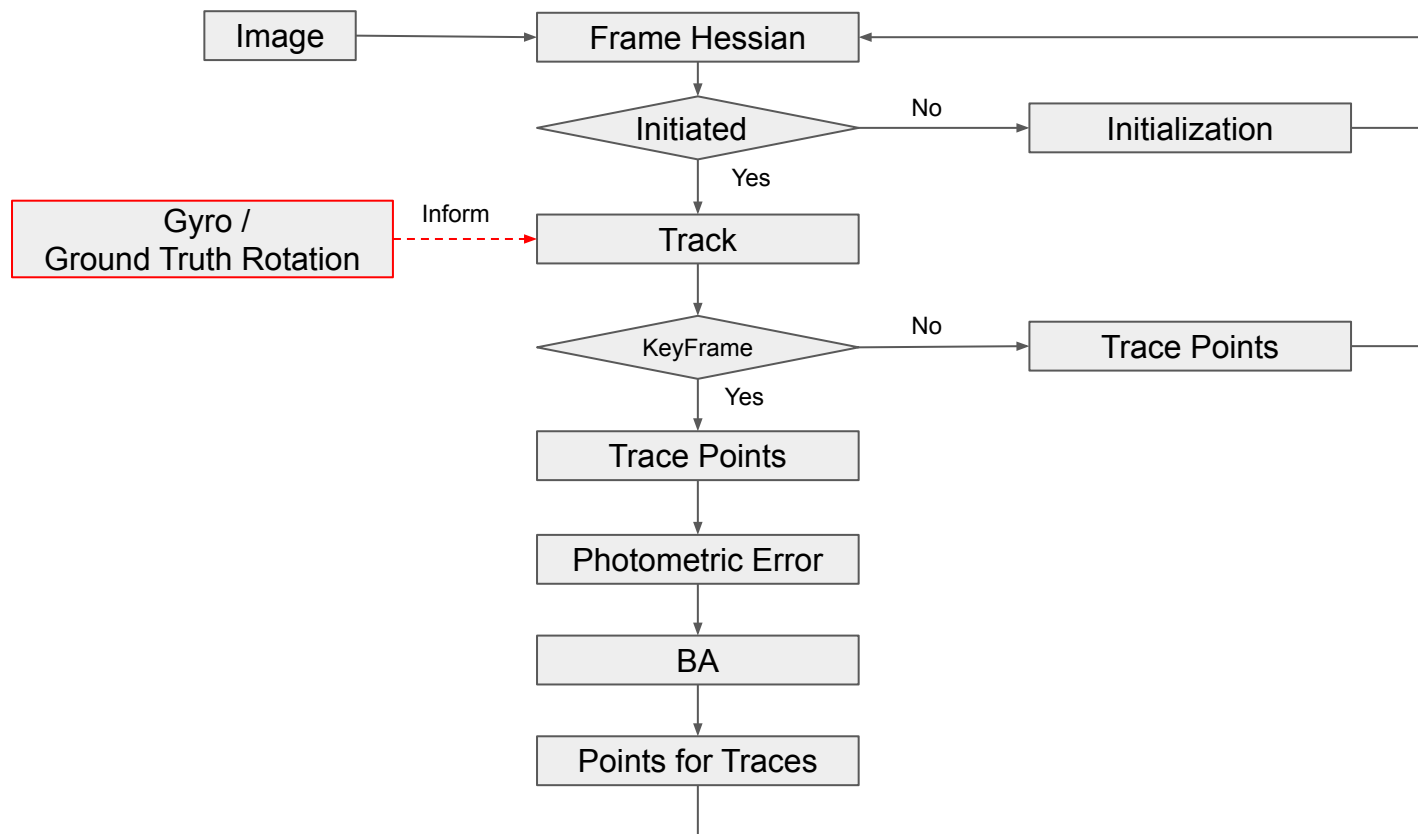 Image
Frame Hessian
Initiated
No
Initialization
Yes
Gyro /
Ground Truth Rotation
Inform
Track
KeyFrame
No
Trace Points
Yes
Trace Points
Photometric Error
BA
Points for Traces